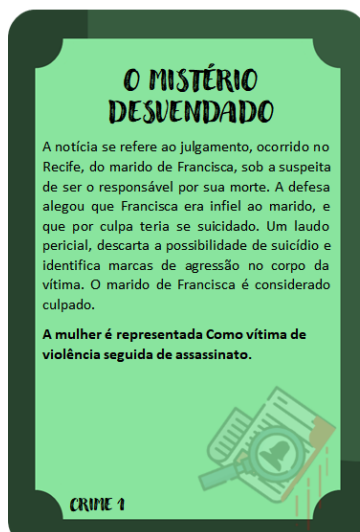 O MISTÉRIO
DESVENDADO
A notícia se refere ao julgamento, ocorrido no
Recife, do marido de Francisca, sob a suspeita
de ser o responsável por sua morte. A defesa
alegou que Francisca era infiel ao marido, e
que por culpa teria se suicidado. Um laudo
pericial, descarta a possibilidade de suicídio e
identifica marcas de agressão no corpo da
vítima. O marido de Francisca é considerado
culpado.
A mulher é representada Como vítima de
violência seguida de assassinato.
CRIME 1